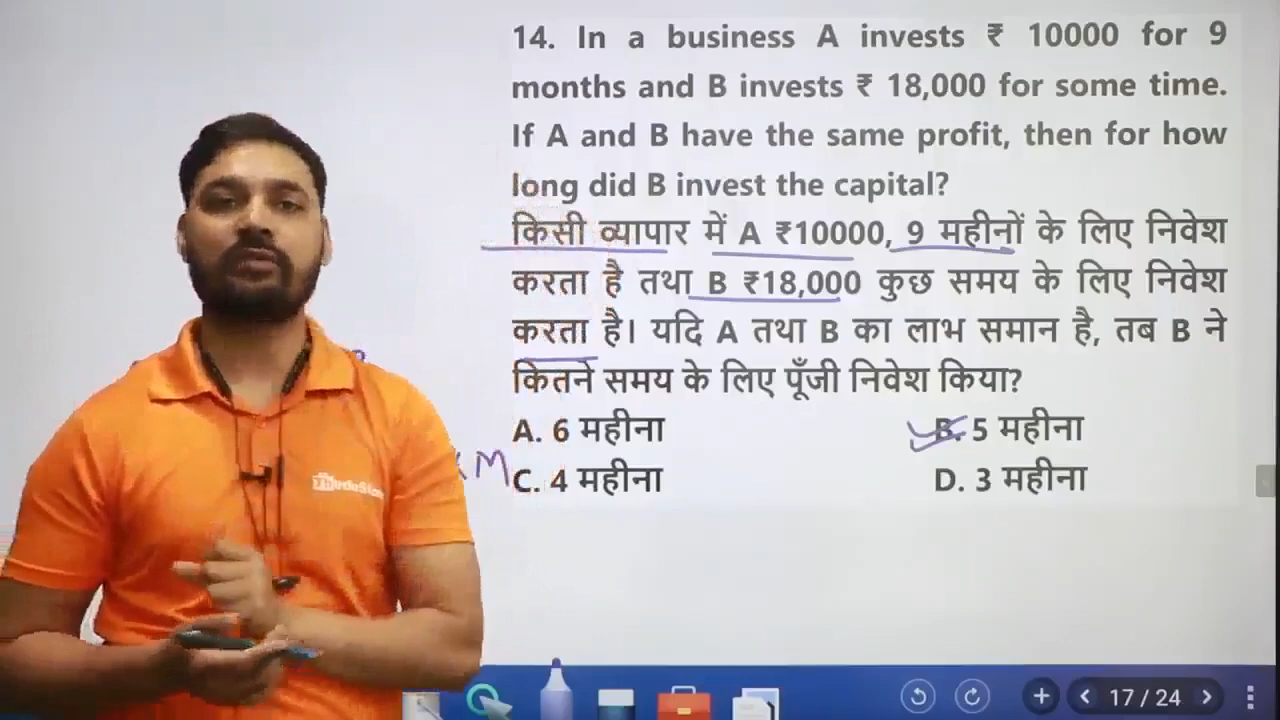 14. In a business A invests ₹ 10000 for 9
months and B invests ₹ 18,000 for some time.
If A and B have the same profit, then for how
long did B invest the capital?
किसी व्यापार में A ₹10000, 9 महीनों के लिए निवेश
करता है तथा B ₹18,000 कुछ समय के लिए निवेश
करता है। यदि A तथा B का लाभ समान है, तब B ने
कितने समय के लिए पूँजी निवेश किया?
A. 6 महीना B. 5 महीना
M
C. 4 महीना D. 3 महीना
17 / 24